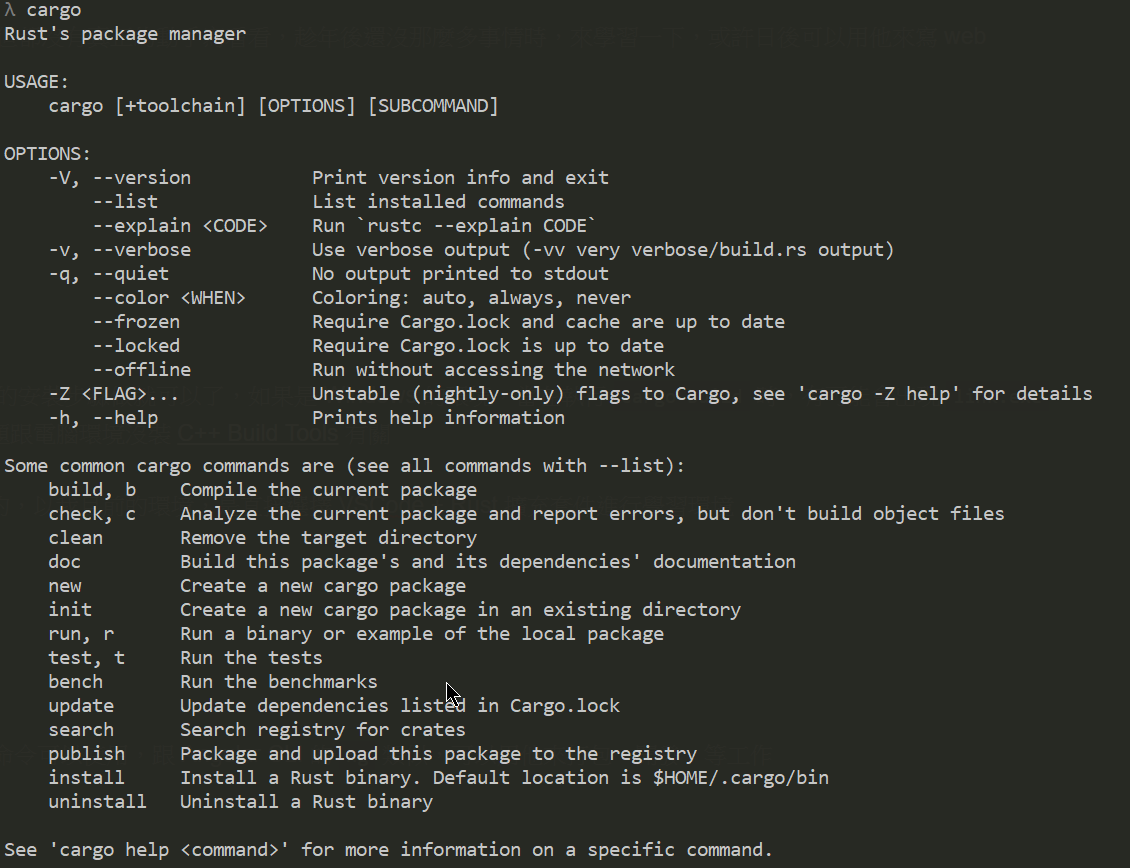 λ cargo
Rust's package manager
USAGE:
    cargo [+toolchain] [OPTIONS] [SUBCOMMAND]
OPTIONS:
    -V, --version           Print version info and exit
        --list              List installed commands
        --explain <CODE>    Run `rustc --explain CODE`
    -v, --verbose           Use verbose output (-vv very verbose/build.rs output)
    -q, --quiet             No output printed to stdout
        --color <WHEN>      Coloring: auto, always, never
        --frozen            Require Cargo.lock and cache are up to date
        --locked            Require Cargo.lock is up to date
        --offline           Run without accessing the network
    -Z <FLAG>...            Unstable (nightly-only) flags to Cargo, see 'cargo -Z help' for details
    -h, --help              Prints help information
C++ Build Tools
Some common cargo commands are (see all commands with --list):
    build, b    Compile the current package
    check, c    Analyze the current package and report errors, but don't build object files
    clean       Remove the target directory
    doc         Build this package's and its dependencies' documentation
    new         Create a new cargo package
    init        Create a new cargo package in an existing directory
    run, r      Run a binary or example of the local package
    test, t     Run the tests
    bench       Run the benchmarks
    update      Update dependencies listed in Cargo.lock
    search      Search registry for crates
    publish     Package and upload this package to the registry
    install     Install a Rust binary. Default location is $HOME/.cargo/bin
    uninstall   Uninstall a Rust binary
See 'cargo help <command>' for more information on a specific command.